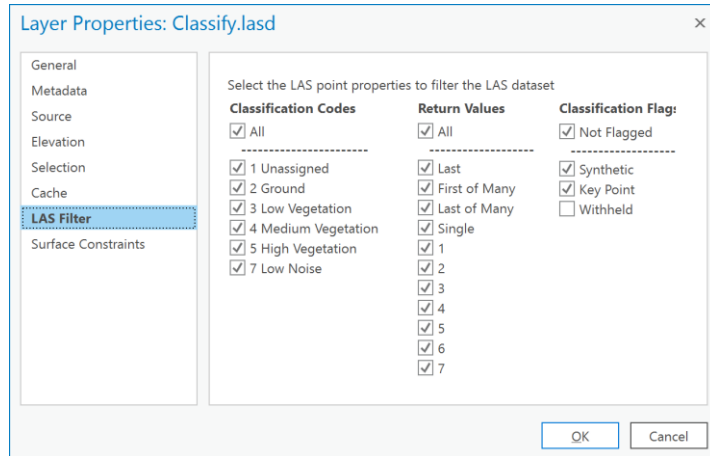 Layer Properties: Classify.lasd
General
Metadata
Source
Elevation
Selection
Cache
LAS Filter
Surface Constraints
Select the LAS point properties to filter the LAS dataset
Classification Codes
All
1 Unassigned
2 Ground
3 Low Vegetation
4 Medium Vegetation
5 High Vegetation
7 Low Noise
Return Values
All
Last
First of Many
Last of Many
Single
1
2
3
4
5
6
7
Classification Flags
Not Flagged
Synthetic
Key Point
Withheld
OK
Cancel